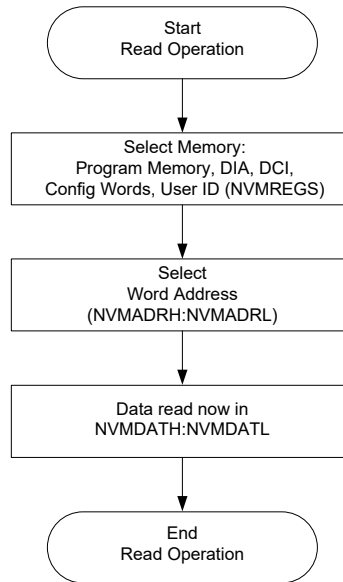 Start
Read Operation
Select Memory:
Program Memory, DIA, DCI,
Config Words, User ID (NVMREGS)
Select
Word Address
(NVMADRH:NVMADRL)
Data read now in
NVMDATH:NVMDATL
End
Read Operation